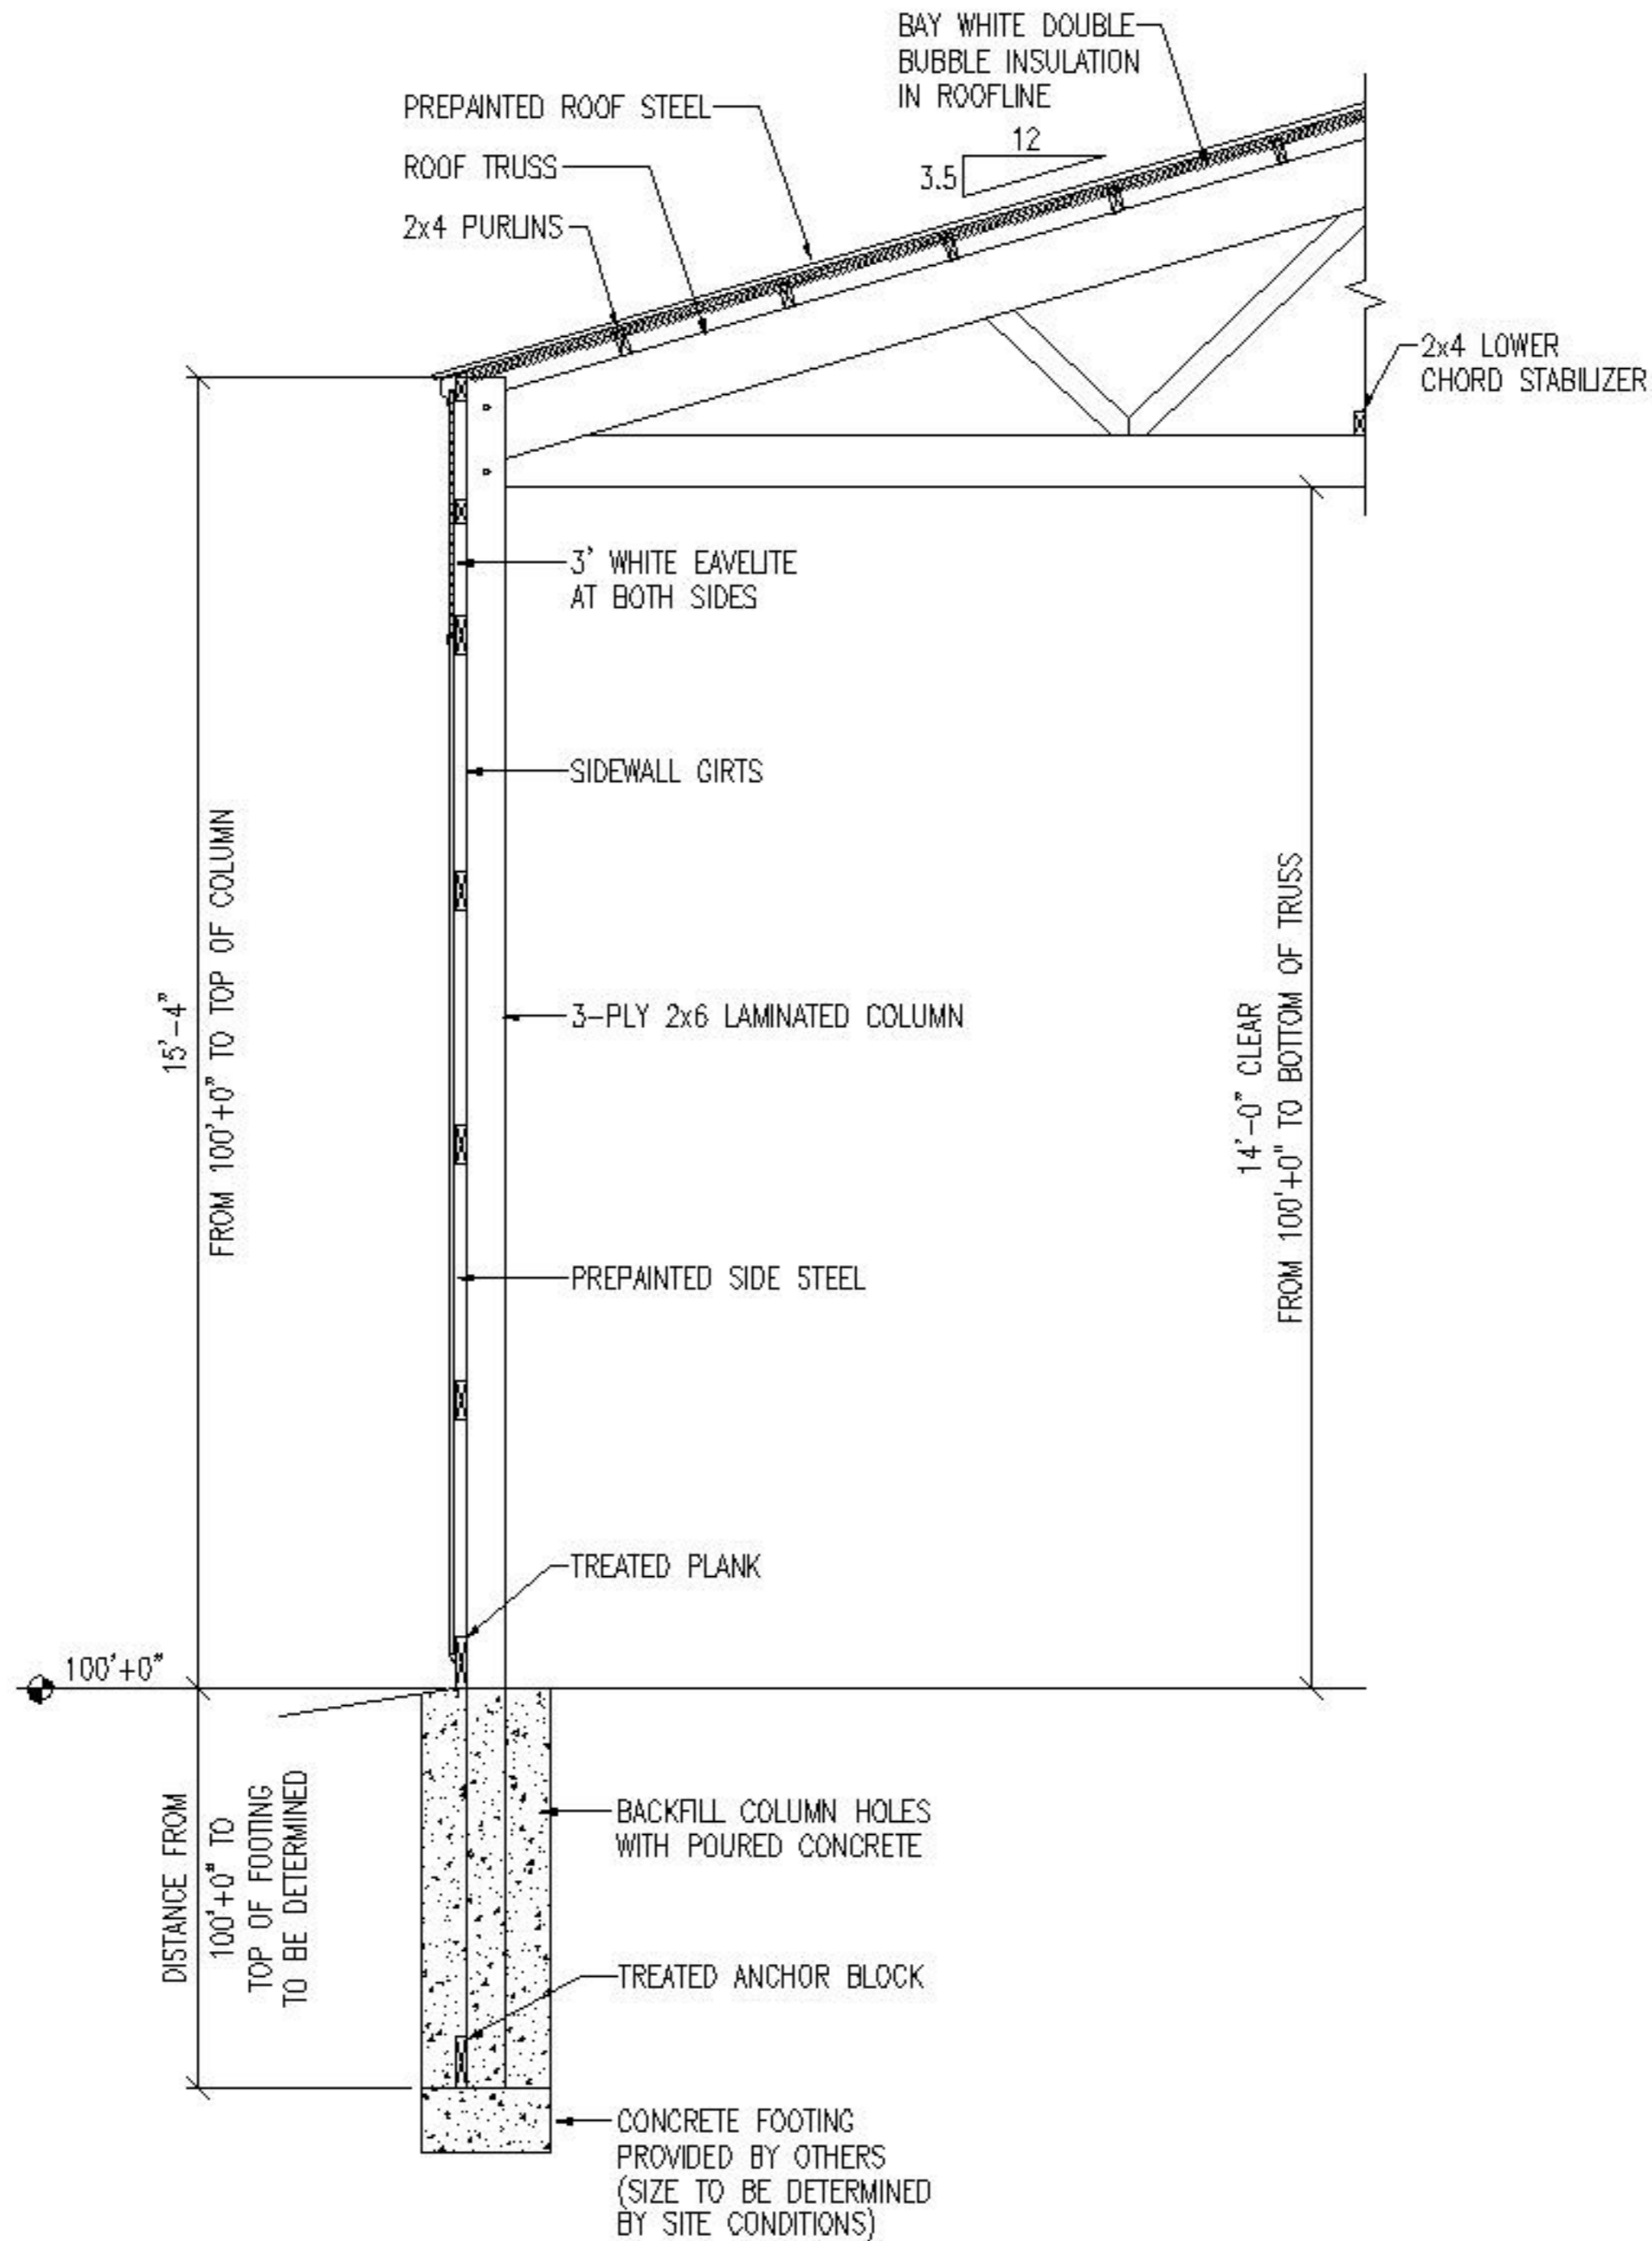 BAY WHITE DOUBLE
BUBBLE INSULATION
IN ROOFLINE
PREPAINTED ROOF STEEL
12
3.5
ROOF TRUSS
2x4 PURLINS
2x4 LOWER
CHORD STABILIZER
3' WHITE EAVELITE
AT BOTH SIDES
SIDEWALL GIRTS
15'-4"
FROM 100'+0" TO TOP OF COLUMN
3-PLY 2x6 LAMINATED COLUMN
14'-0" CLEAR
FROM 100'+0" TO BOTTOM OF TRUSS
PREPAINTED SIDE STEEL
TREATED PLANK
100'+0"
DISTANCE FROM
100'+0" TO
TOP OF FOOTING
TO BE DETERMINED
BACKFILL COLUMN HOLES
WITH POURED CONCRETE
TREATED ANCHOR BLOCK
CONCRETE FOOTING
PROVIDED BY OTHERS
(SIZE TO BE DETERMINED
BY SITE CONDITIONS)